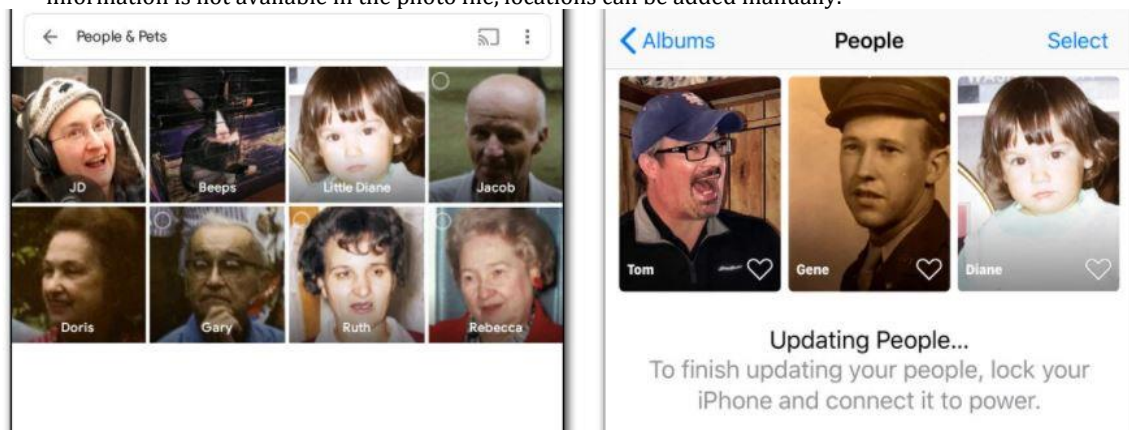 information is not available in the photo file, locations can be added manually.
People & Pets
JD
Beeps
Little Diane
Jacob
Doris
Gary
Ruth
Rebecca
Albums
People
Select
Tom
Gene
Diane
Updating People...
To finish updating your people, lock your
iPhone and connect it to power.